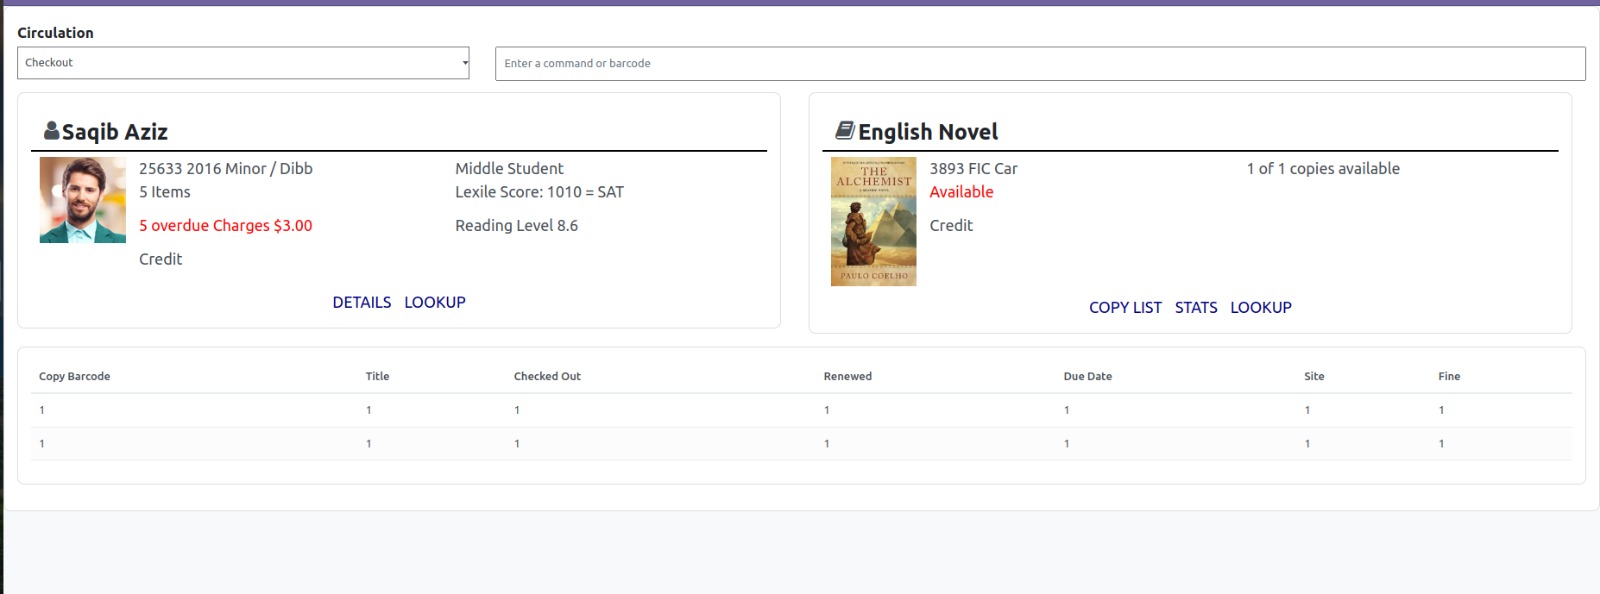 Circulation
Checkout
Enter a command or barcode
Saqib Aziz
25633 2016 Minor / Dibb
Middle Student
5 Items
Lexile Score: 1010 = SAT
5 overdue Charges $3.00
Reading Level 8.6
Credit
DETAILS LOOKUP
English Novel
THE
ALCHEMIST
PAULO COELHO
3893 FIC Car
1 of 1 copies available
Available
Credit
COPY LIST STATS LOOKUP
Copy Barcode Title Checked Out Renewed Due Date Site Fine
1 1 1 1 1 1 1
1 1 1 1 1 1 1